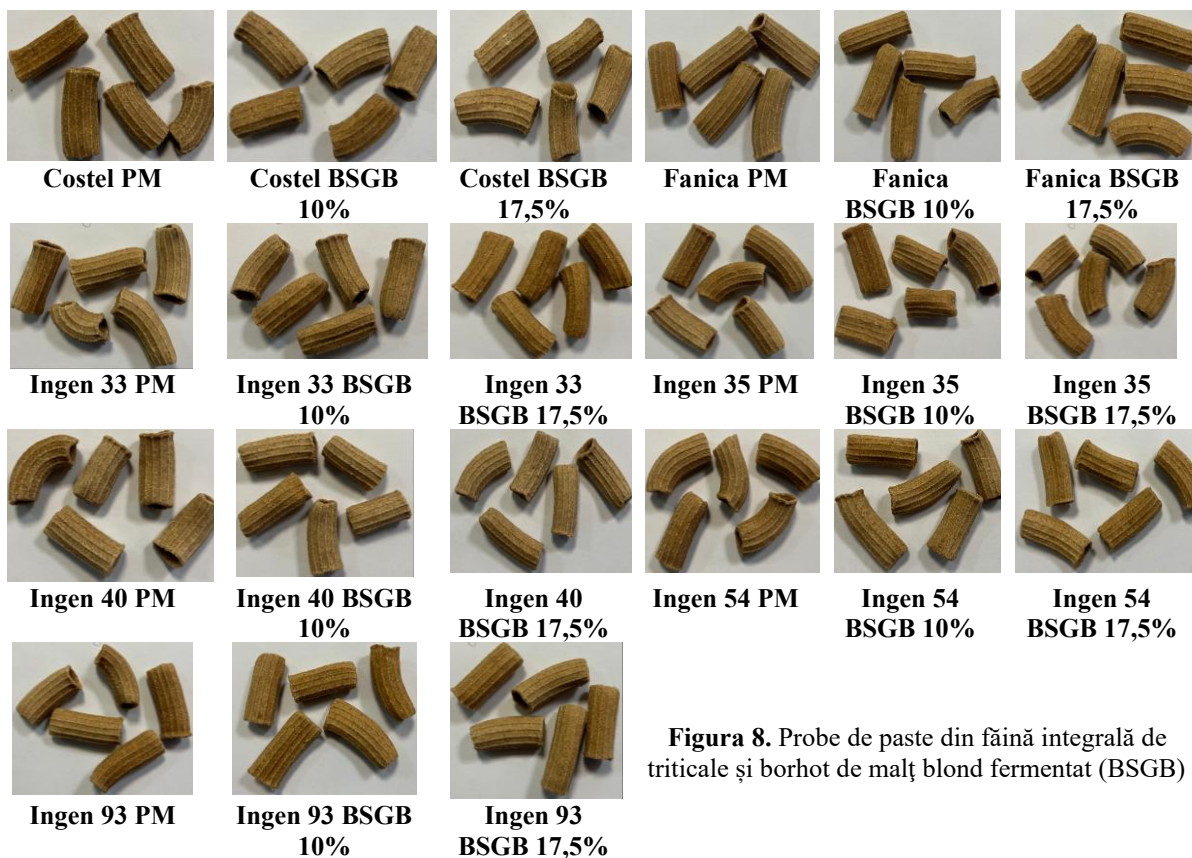 Costel PM
Costel BSGB
10%
Costel BSGB
17,5%
Fanica PM
Fanica
BSGB 10%
Fanica BSGB
17,5%
Ingen 33 PM
Ingen 33 BSGB
10%
Ingen 33
BSGB 17,5%
Ingen 35 PM
Ingen 35
BSGB 10%
Ingen 35
BSGB 17,5%
Ingen 40 PM
Ingen 40 BSGB
10%
Ingen 40
BSGB 17,5%
Ingen 54 PM
Ingen 54
BSGB 10%
Ingen 54
BSGB 17,5%
Ingen 93 PM
Ingen 93 BSGB
10%
Ingen 93
BSGB 17,5%
Figura 8. Probe de paste din făină integrală de
triticale și borhot de malţ blond fermentat (BSGB)